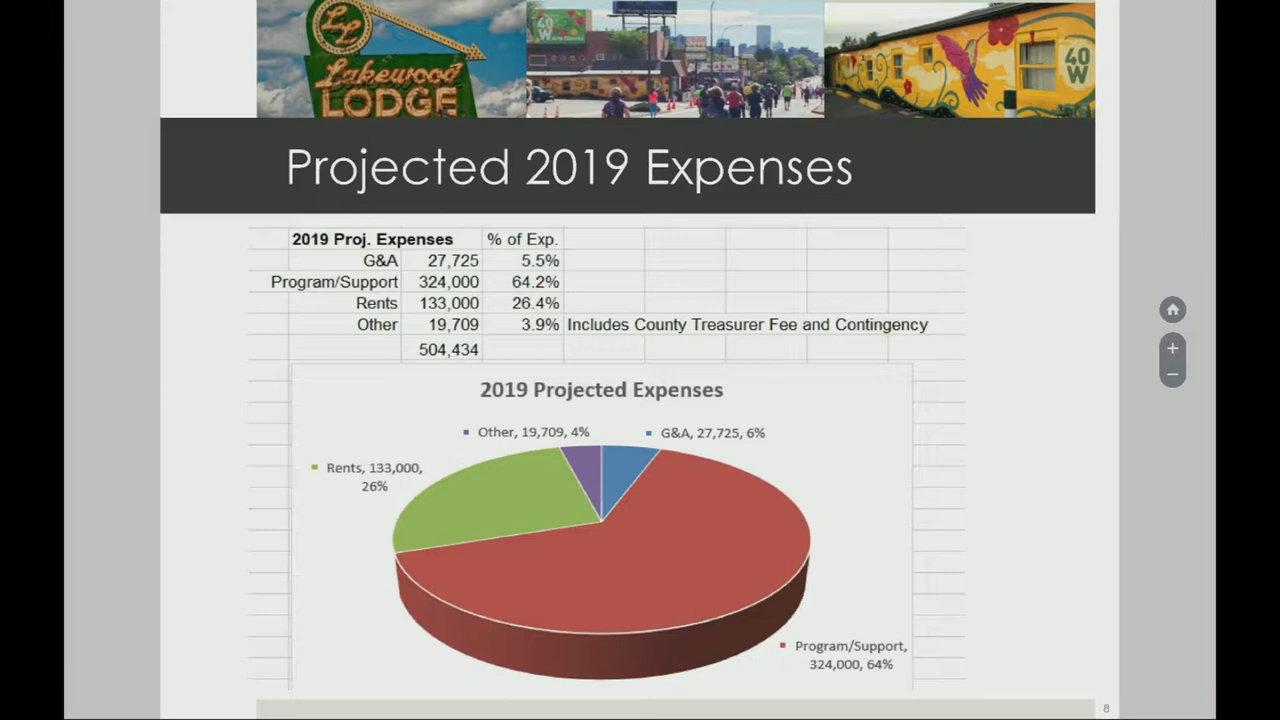 LL
Lakewood
LODGE
40
W
40
W
Projected 2019 Expenses
2019 Proj. Expenses % of Exp.
G&A 27,725 5.5%
Program/Support 324,000 64.2%
Rents 133,000 26.4%
Other 19,709 3.9% Includes County Treasurer Fee and Contingency
504,434
2019 Projected Expenses
Other, 19,709, 4%
G&A, 27,725, 6%
Rents, 133,000,
26%
Program/Support,
324,000, 64%
8